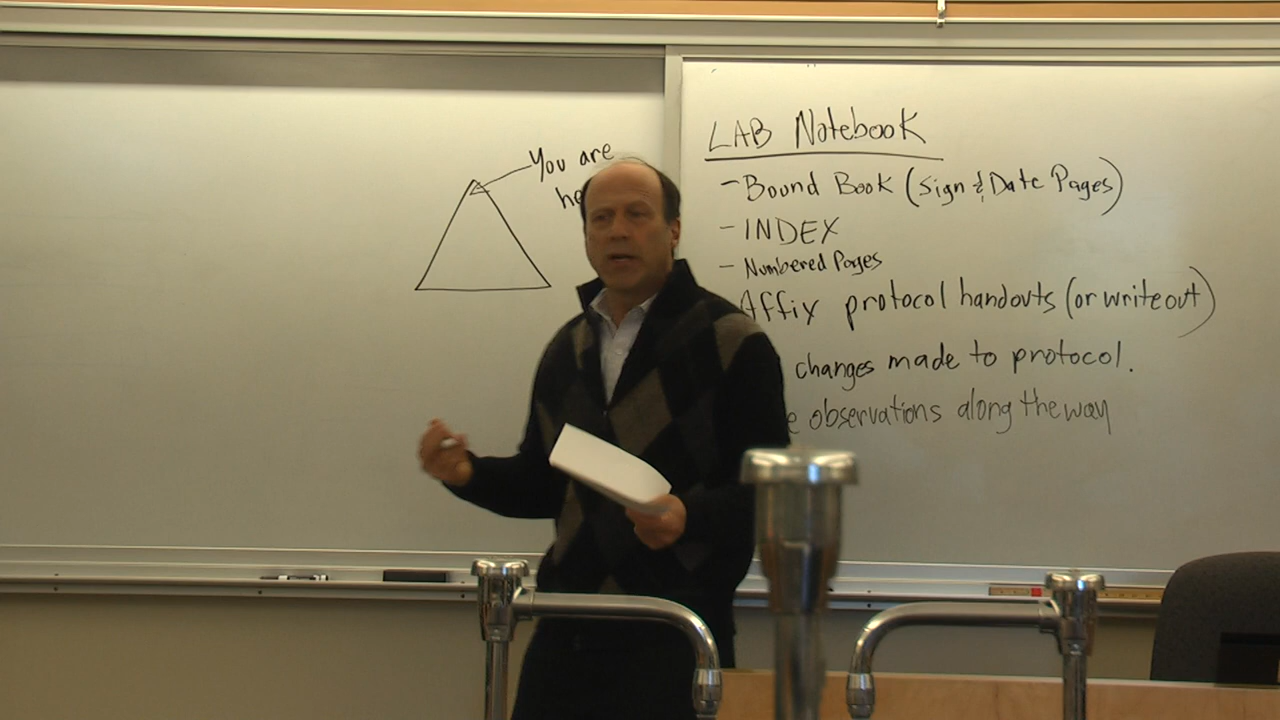 You are
LAB Notebook
- Bound Book (Sign & Date Pages)
- INDEX
- Numbered Pages
Affix protocol handouts (or write out)
changes made to protocol.
observations along the way